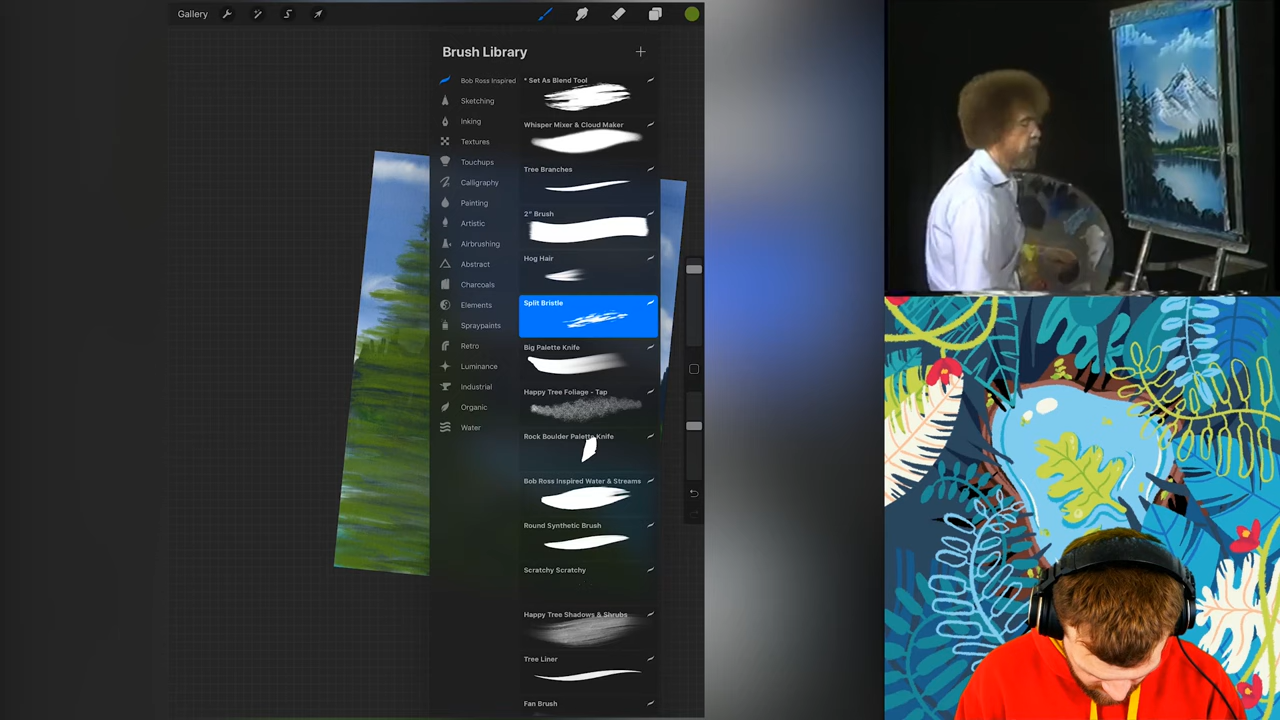 Gallery
Brush Library
Bob Ross Inspired
Sketching
Inking
Textures
Touchups
Calligraphy
Painting
Artistic
Airbrushing
Abstract
Charcoals
Elements
Spraypaints
Retro
Luminance
Industrial
Organic
Water
* Set As Blend Tool
Whisper Mixer & Cloud Maker
Tree Branches
2" Brush
Hog Hair
Split Bristle
Big Palette Knife
Happy Tree Foliage - Tap
Rock Boulder Palette Knife
Bob Ross Inspired Water & Streams
Round Synthetic Brush
Scratchy Scratchy
Happy Tree Shadows & Shrubs
Tree Liner
Fan Brush